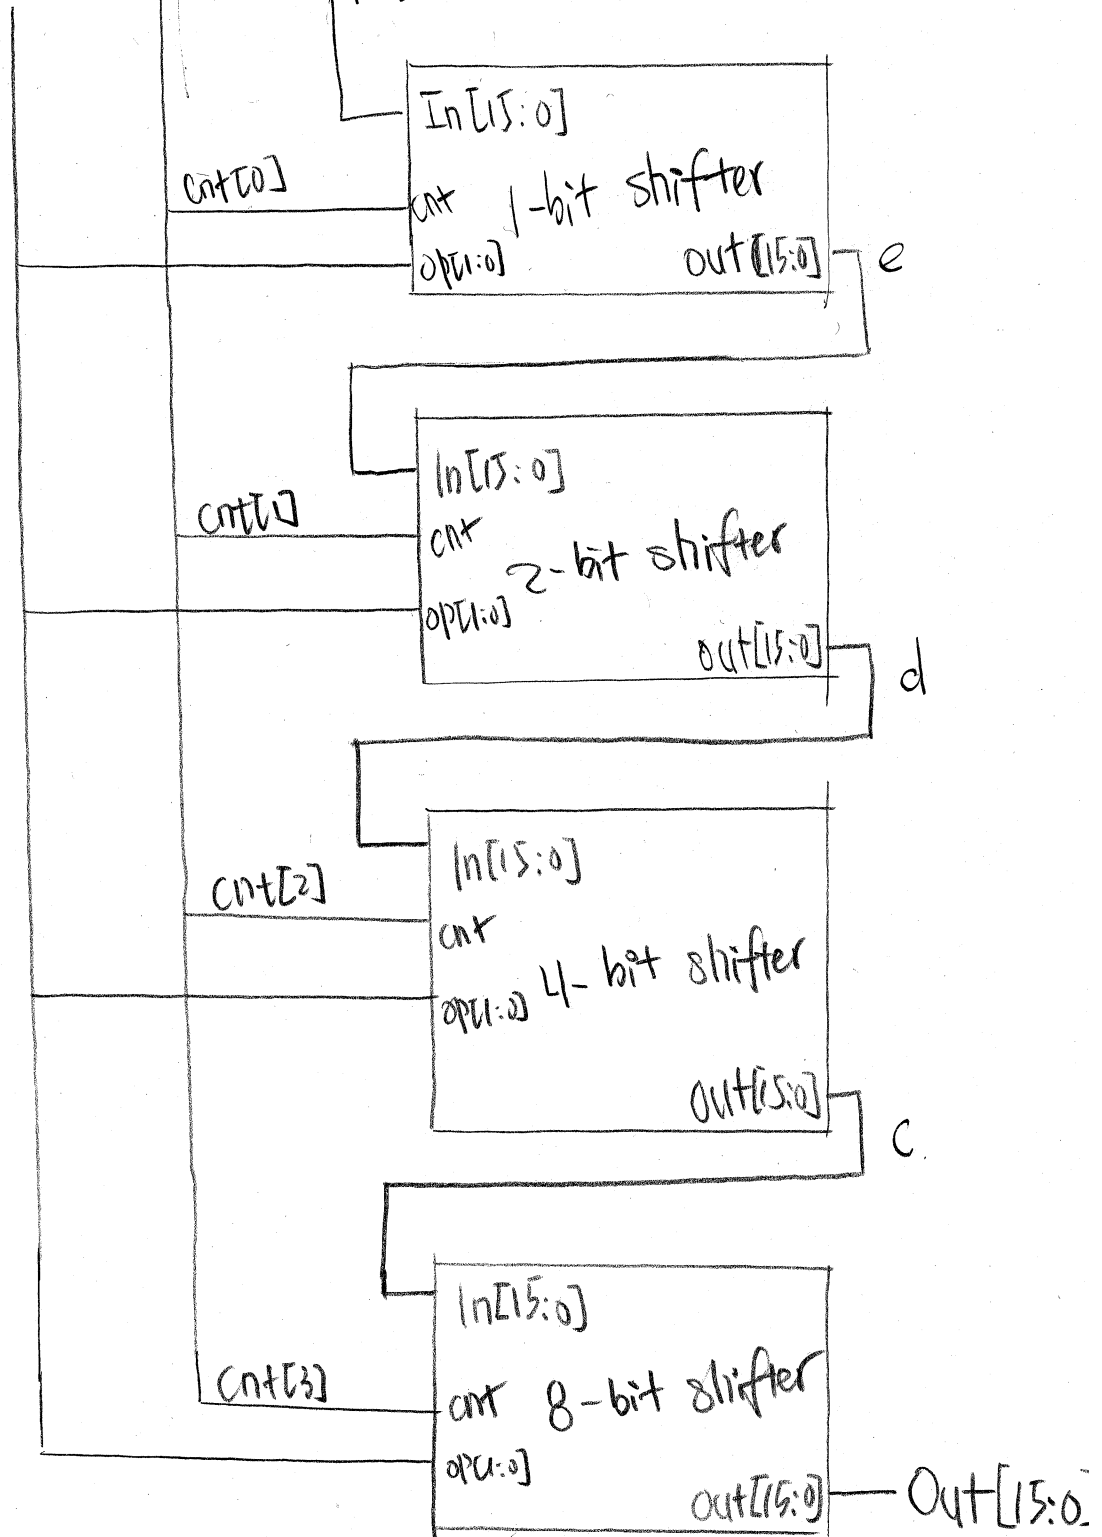 In[15:0]
cnt[0]
cnt 1-bit shifter
op[1:0]
out[15:0]
e
In[15:0]
cnt[1]
cnt
2-bit shifter
op[1:0]
out[15:0]
d
In[15:0]
cnt[2]
cnt
4-bit shifter
op[1:0]
out[15:0]
c.
In[15:0]
cnt[3]
cnt 8-bit shifter
op[1:0]
out[15:0]
Out[15:0]